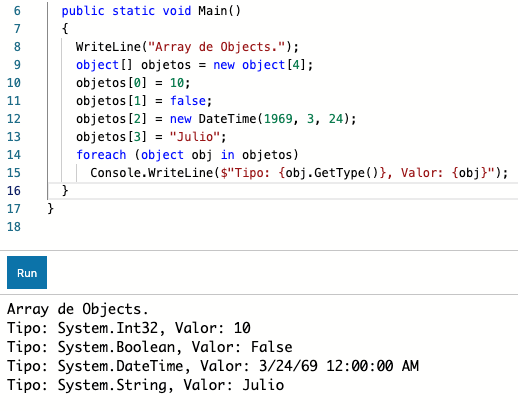 6 public static void Main()
7 {
8 WriteLine("Array de Objects.");
9 object[] objetos = new object[4];
10 objetos[0] = 10;
11 objetos[1] = false;
12 objetos[2] = new DateTime(1969, 3, 24);
13 objetos[3] = "Julio";
14 foreach (object obj in objetos)
15 Console.WriteLine($"Tipo: {obj.GetType()}, Valor: {obj}");
16 }
17 }
18
Run
Array de Objects.
Tipo: System.Int32, Valor: 10
Tipo: System.Boolean, Valor: False
Tipo: System.DateTime, Valor: 3/24/69 12:00:00 AM
Tipo: System.String, Valor: Julio